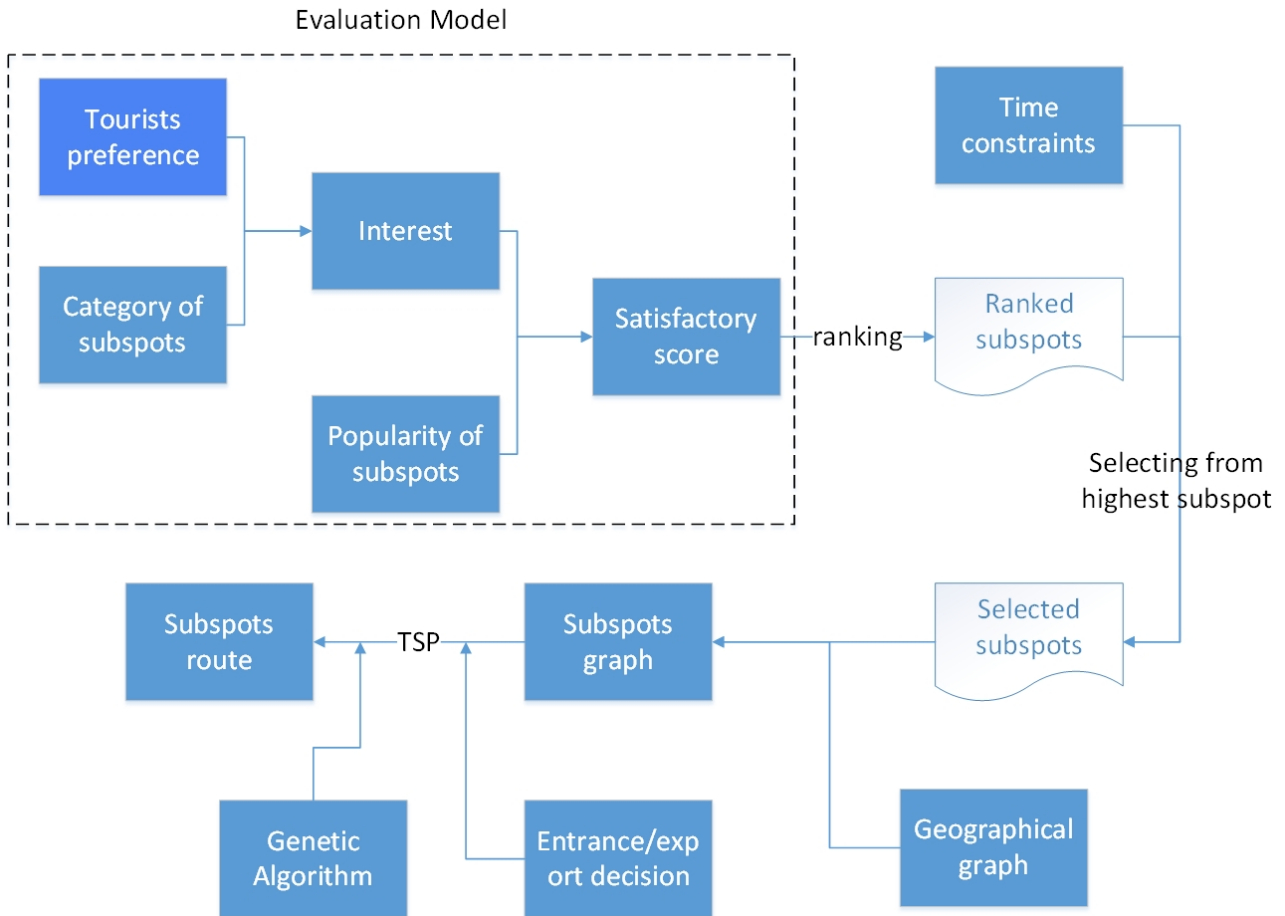 Evaluation Model
Tourists
preference
Category of
subspots
Interest
Popularity of
subspots
Satisfactory
score
ranking
Time
constraints
Ranked
subspots
Selecting from
highest subspot
Selected
subspots
Subspots
graph
TSP
Subspots
route
Genetic
Algorithm
Entrance/exp
ort decision
Geographical
graph